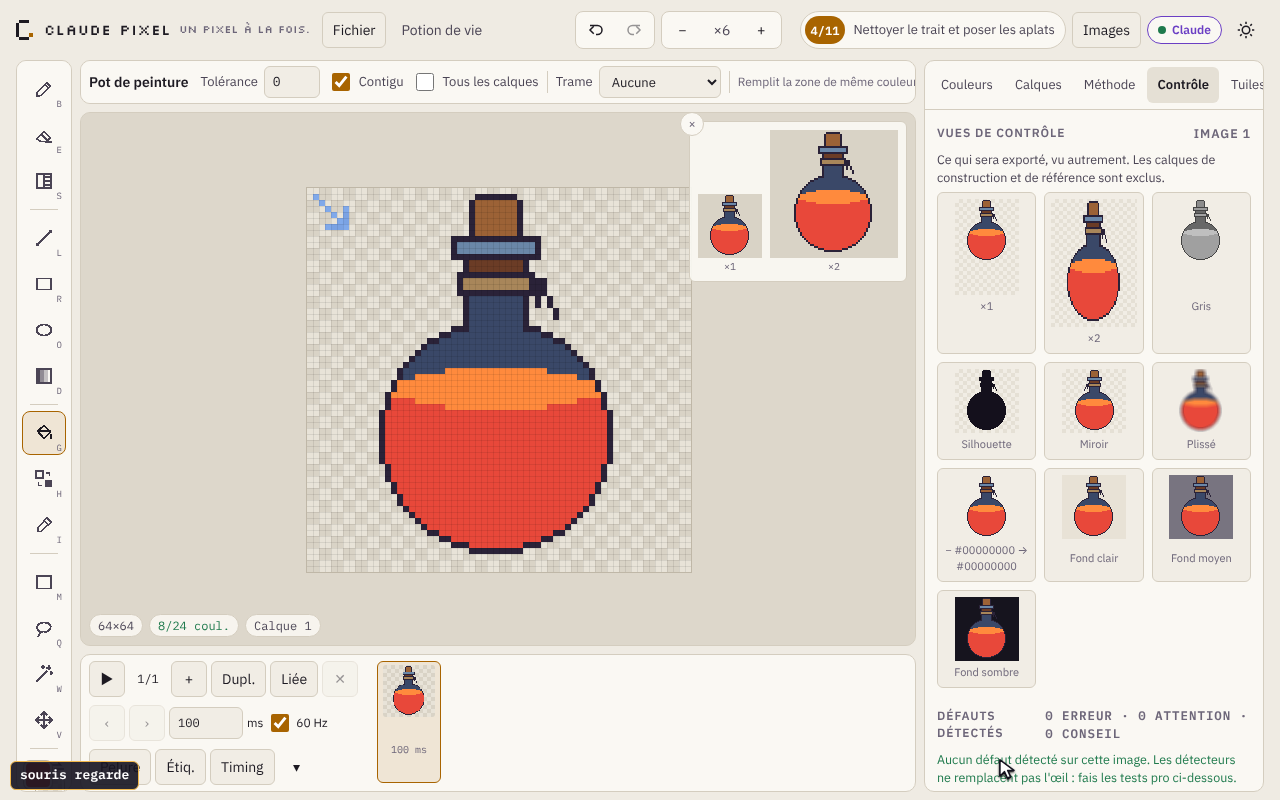 CLAUDE PIXEL UN PIXEL À LA FOIS. Fichier Potion de vie − ×6 + 4/11 Nettoyer le trait et poser les aplats Images Claude
Pot de peinture Tolérance 0 Contigu Tous les calques Trame Aucune Remplit la zone de même couleur
Couleurs Calques Méthode Contrôle Tuiles
B
E
S
L
R
O
D
G
H
I
M
Q
W
V
×
×1 ×2
64×64 8/24 coul. Calque 1
VUES DE CONTRÔLE IMAGE 1
Ce qui sera exporté, vu autrement. Les calques de
construction et de référence sont exclus.
×1 ×2 Gris
Silhouette Miroir Plissé
− #00000000 →
#00000000
Fond clair Fond moyen
Fond sombre
DÉFAUTS
DÉTECTÉS
0 ERREUR · 0 ATTENTION ·
0 CONSEIL
Aucun défaut détecté sur cette image. Les détecteurs
ne remplacent pas l'œil : fais les tests pro ci-dessous.
▶ 1/1 + Dupl. Liée ✕
‹ › 100 ms 60 Hz
Étiq. Timing ▼
100 ms
souris regarde